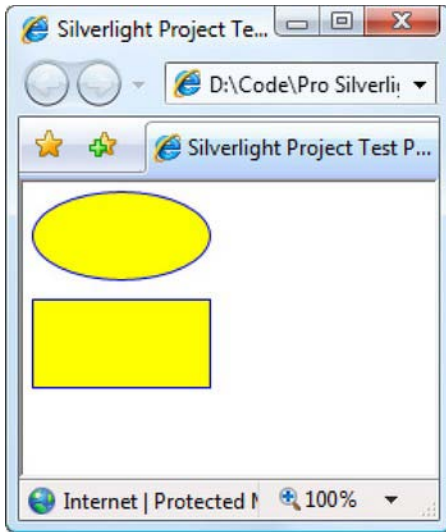 Silverlight Project Te...
D:\Code\Pro Silverli
Silverlight Project Test P...
Internet | Protected M
100%